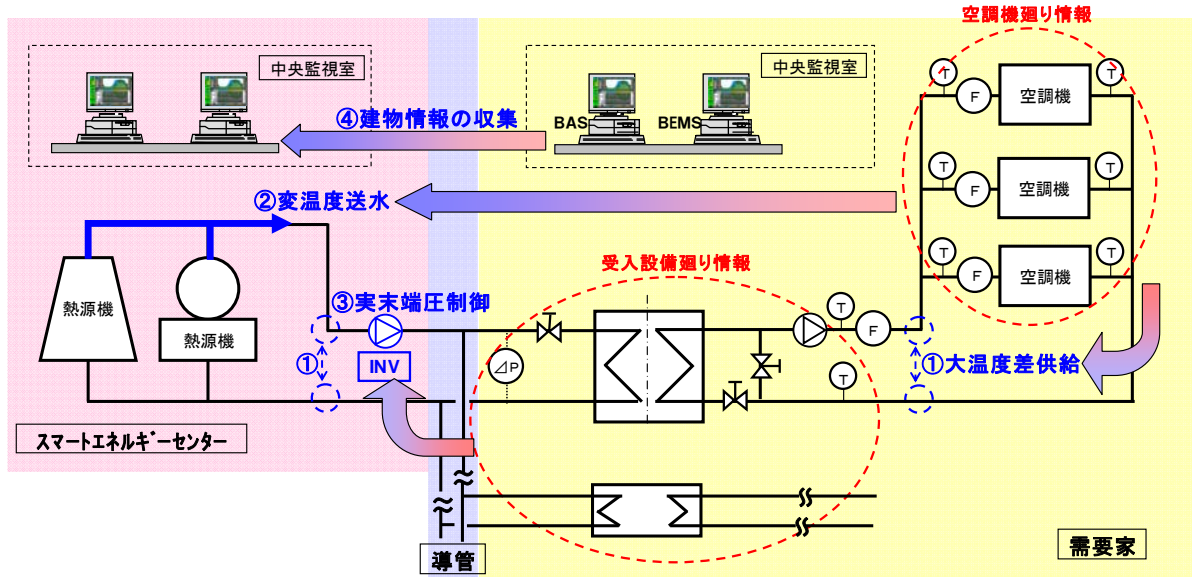 空調機廻り情報
中央監視室
中央監視室
④建物情報の収集
BAS
BEMS
T
F
空調機
T
②変温度送水
T
F
空調機
T
T
F
空調機
T
受入設備廻り情報
熱源機
熱源機
③実末端圧制御
①
INV
⊿P
T
F
T
①大温度差供給
スマートエネルギーセンター
導管
需要家